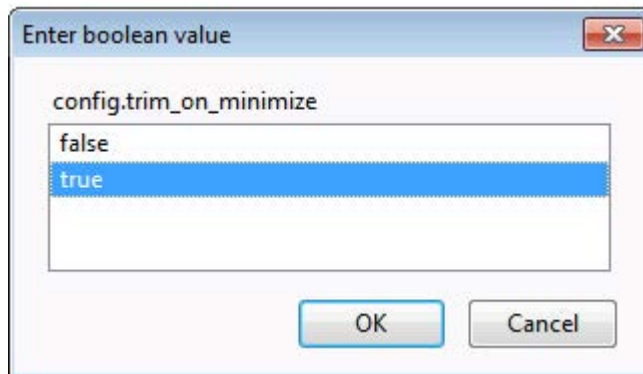 Enter boolean value
config.trim_on_minimize
false
true
OK
Cancel